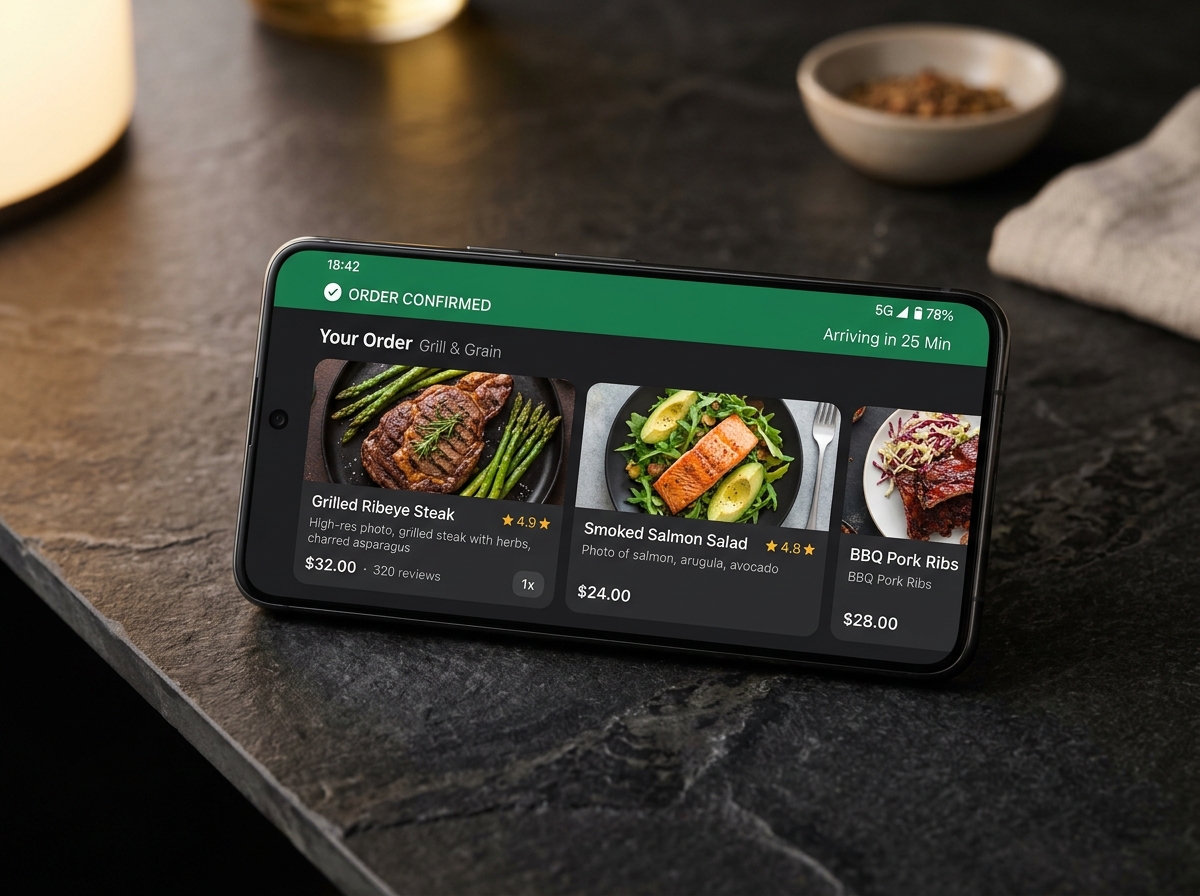 18:42
5G 78%
ORDER CONFIRMED
Arriving in 25 Min
Your Order Grill & Grain
Grilled Ribeye Steak 4.9
High-res photo, grilled steak with herbs,
charred asparagus
$32.00 · 320 reviews
1x
Smoked Salmon Salad 4.8
Photo of salmon, arugula, avocado
$24.00
BBQ Pork Ribs
BBQ Pork Ribs
$28.00